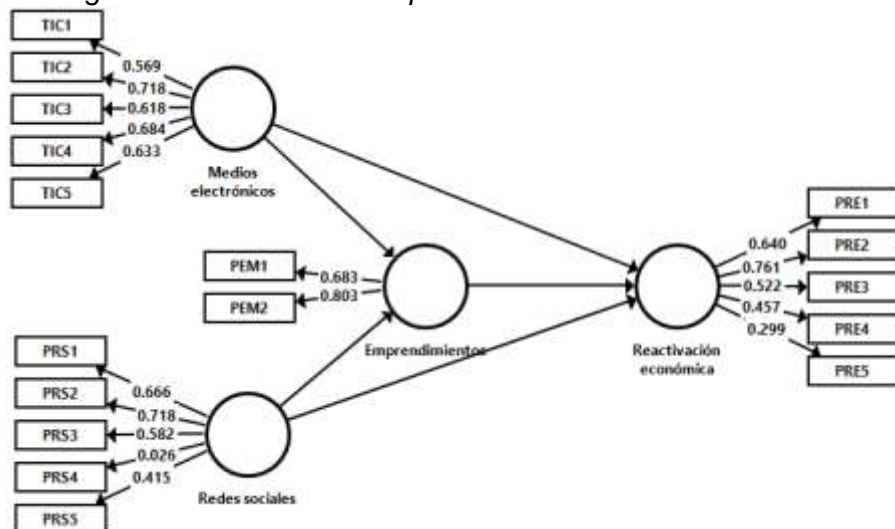 TIC1
TIC2
TIC3
TIC4
TIC5
0.569
0.718
0.618
0.684
0.633
Medios
electrónicos
PEM1
PEM2
0.683
0.803
Emprendimientos
PRS1
PRS2
PRS3
PRS4
PRS5
0.666
0.718
0.582
0.026
0.415
Redes sociales
Reactivación
económica
0.640
0.761
0.522
0.457
0.299
PRE1
PRE2
PRE3
PRE4
PRE5